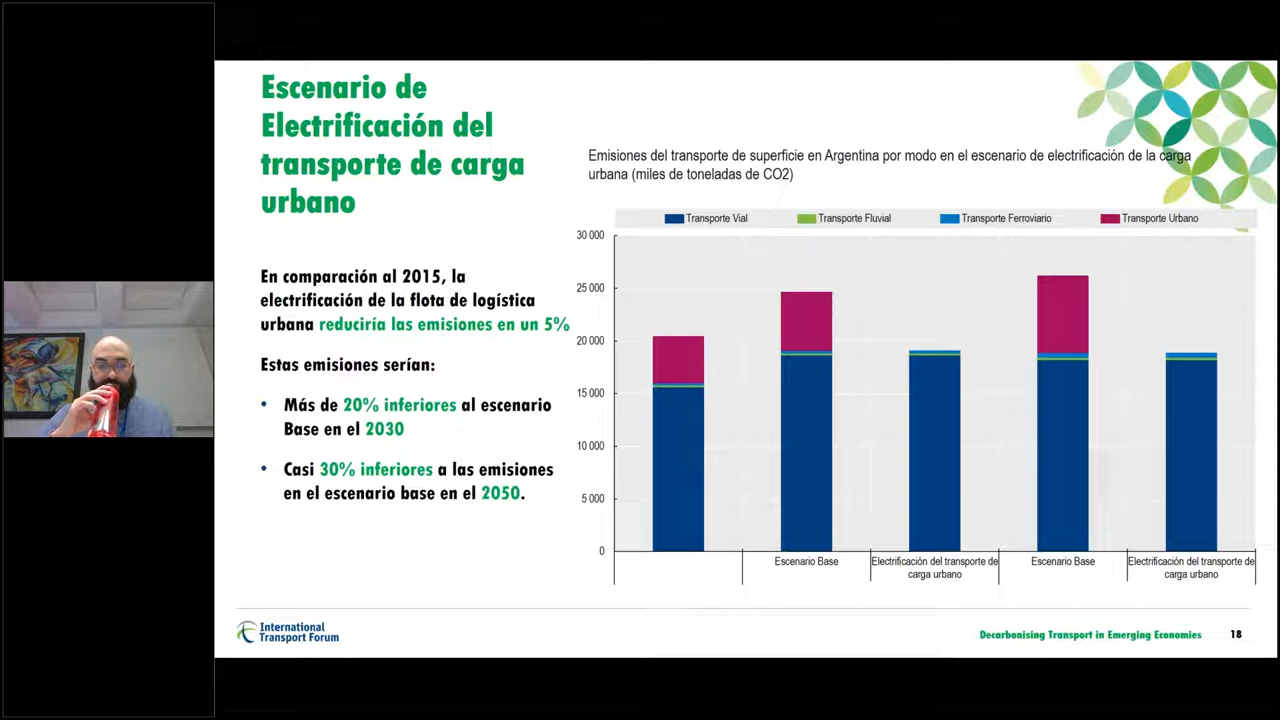 Escenario de
Electrificación del
transporte de carga
urbano
En comparación al 2015, la
electrificación de la flota de logística
urbana reduciría las emisiones en un 5%
Estas emisiones serían:
• Más de 20% inferiores al escenario
Base en el 2030
• Casi 30% inferiores a las emisiones
en el escenario base en el 2050.
Emisiones del transporte de superficie en Argentina por modo en el escenario de electrificación de la carga
urbana (miles de toneladas de CO2)
Transporte Vial
Transporte Fluvial
Transporte Ferroviario
Transporte Urbano
30 000
25 000
20 000
15 000
10 000
5 000
0
Escenario Base
Electrificación del transporte de
carga urbano
Escenario Base
Electrificación del transporte de
carga urbano
International
Transport Forum
Decarbonising Transport in Emerging Economies
18